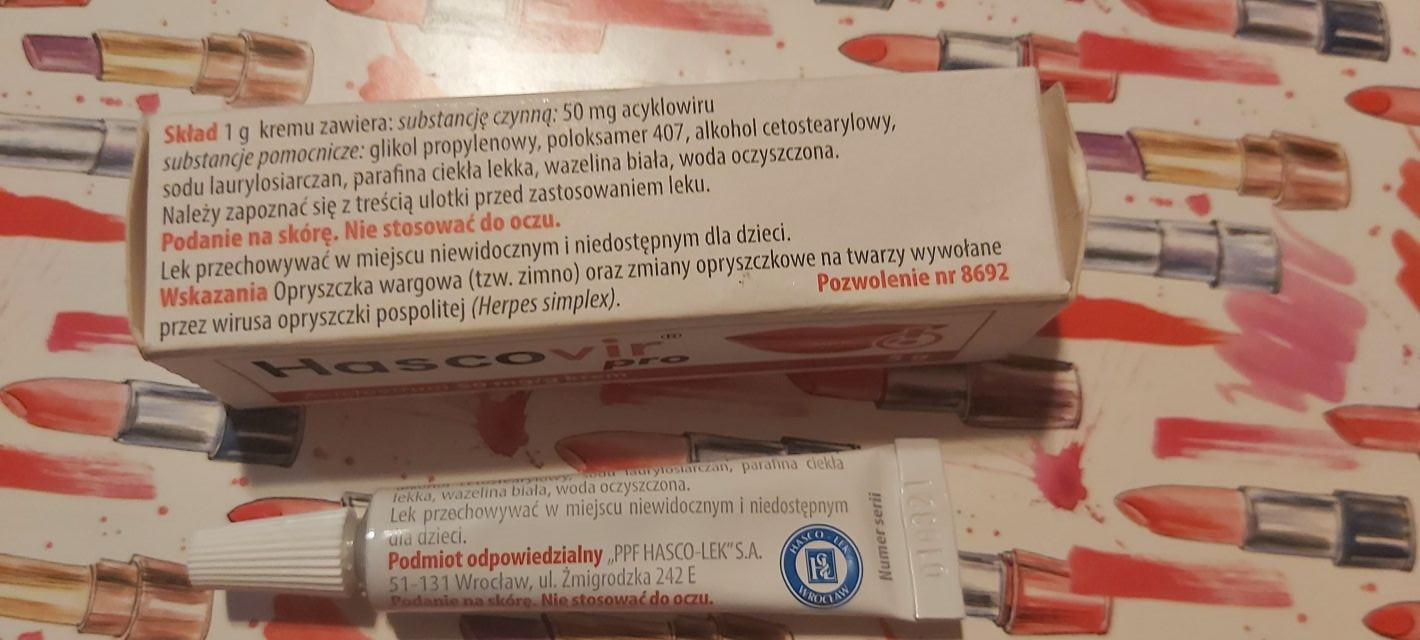 Skład 1 g kremu zawiera: substancję czynną: 50 mg acyklowiru
substancje pomocnicze: glikol propylenowy, poloksamer 407, alkohol cetostearylowy,
sodu laurylosiarczan, parafina ciekła lekka, wazelina biała, woda oczyszczona.
Należy zapoznać się z treścią ulotki przed zastosowaniem leku.
Podanie na skórę. Nie stosować do oczu.
Lek przechowywać w miejscu niewidocznym i niedostępnym dla dzieci.
Wskazania Opryszczka wargowa (tzw. zimno) oraz zmiany opryszczkowe na twarzy wywołane
przez wirusa opryszczki pospolitej (Herpes simplex).
Pozwolenie nr 8692
Hascovir®
pro
laurylosiarczan, parafina ciekła
lekka, wazelina biała, woda oczyszczona.
Lek przechowywać w miejscu niewidocznym i niedostępnym
dla dzieci.
Podmiot odpowiedzialny „PPF HASCO-LEK” S.A.
51-131 Wrocław, ul. Żmigrodzka 242 E
Podanie na skórę. Nie stosować do oczu.
HASCO-LEK
WROCŁAW
Numer serii